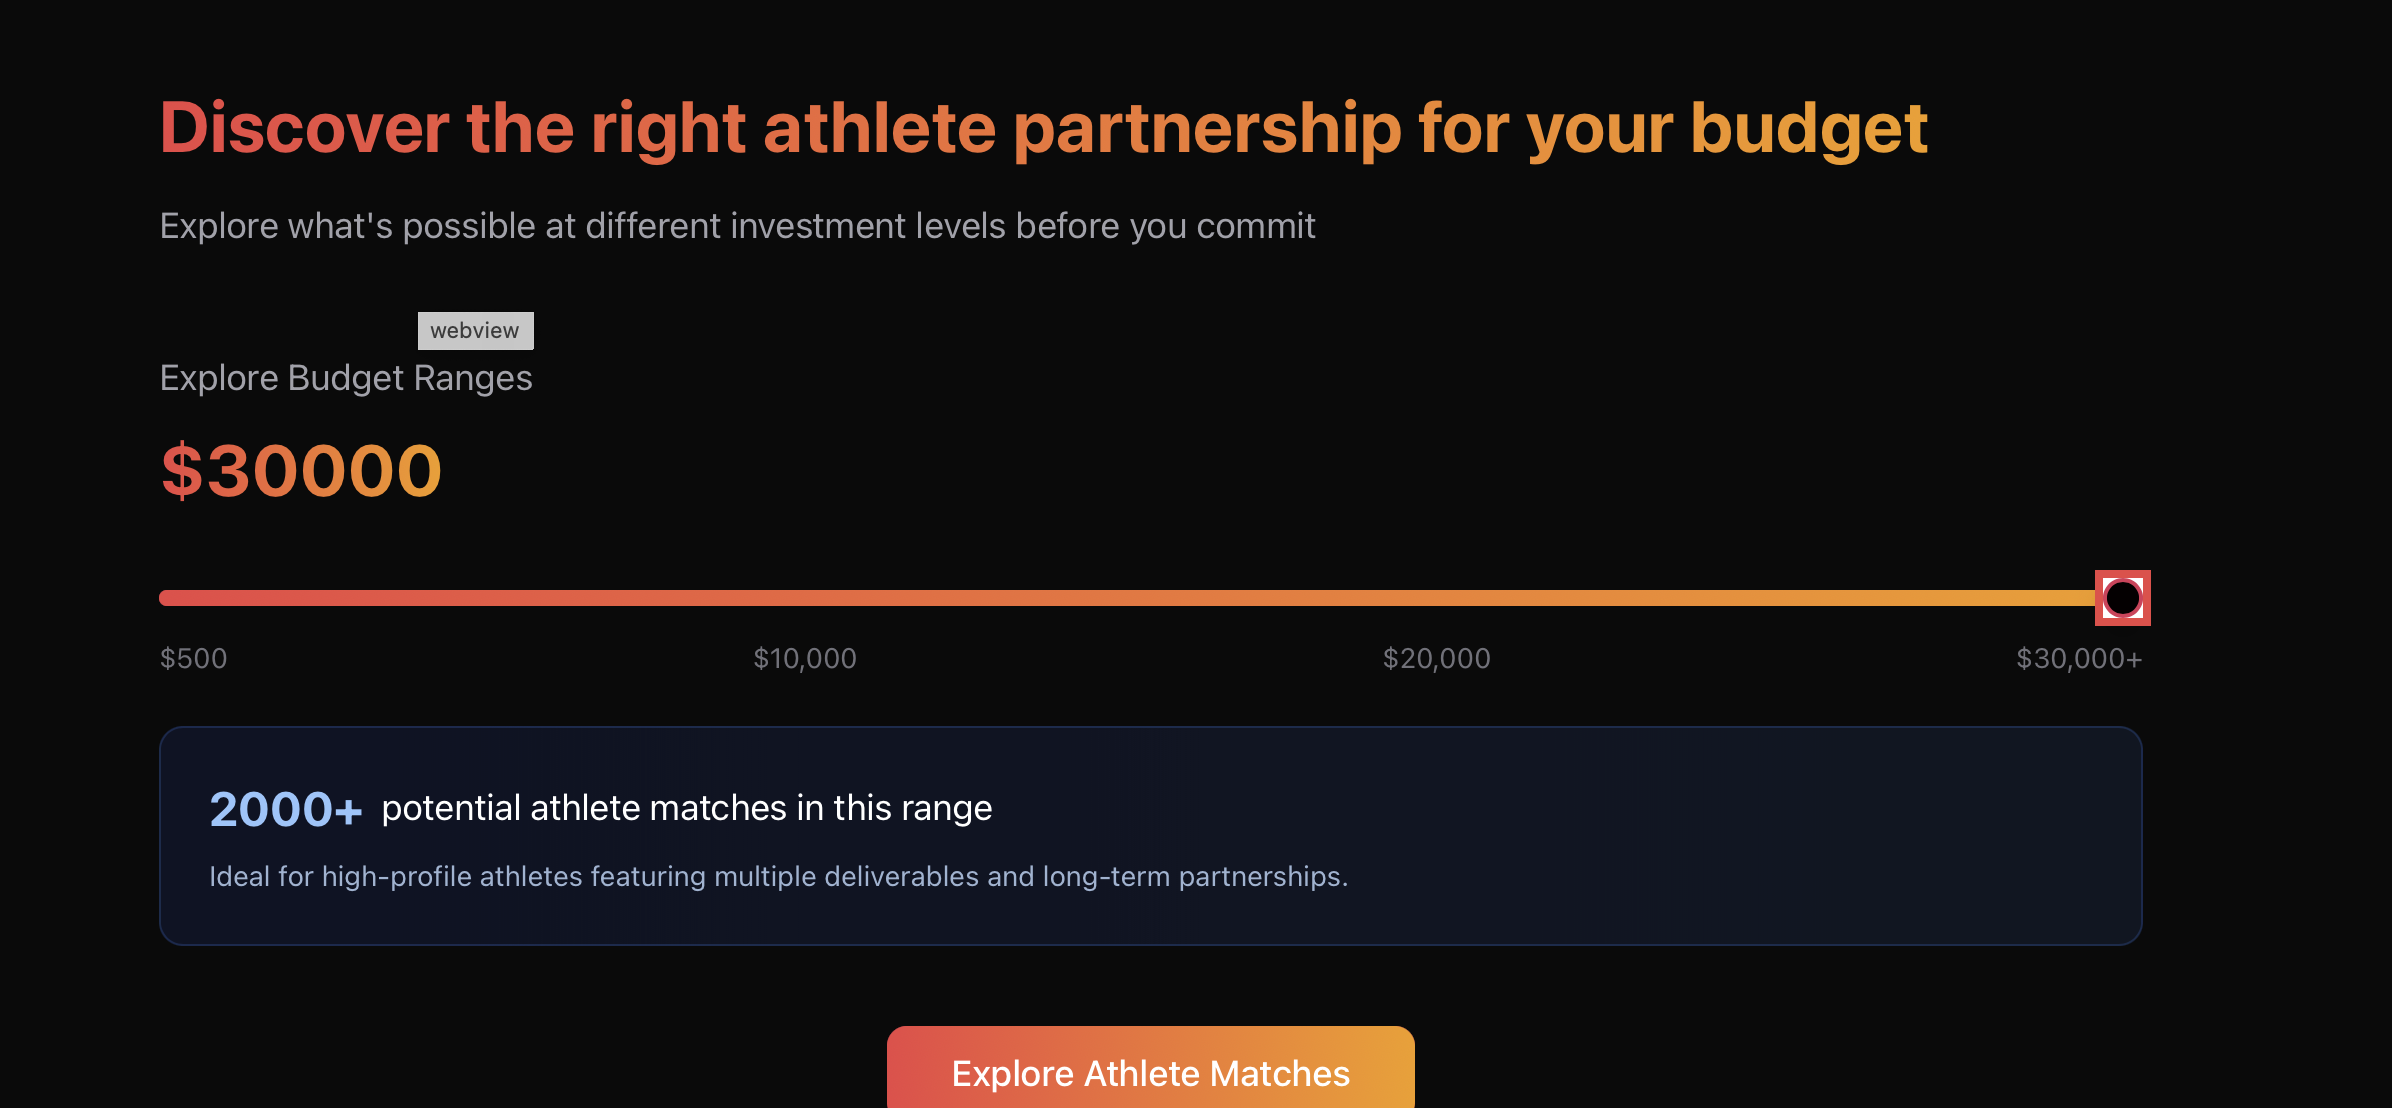 Discover the right athlete partnership for your budget
Explore what's possible at different investment levels before you commit
webview
Explore Budget Ranges
$30000
$500 $10,000 $20,000 $30,000+
2000+ potential athlete matches in this range
Ideal for high-profile athletes featuring multiple deliverables and long-term partnerships.
Explore Athlete Matches